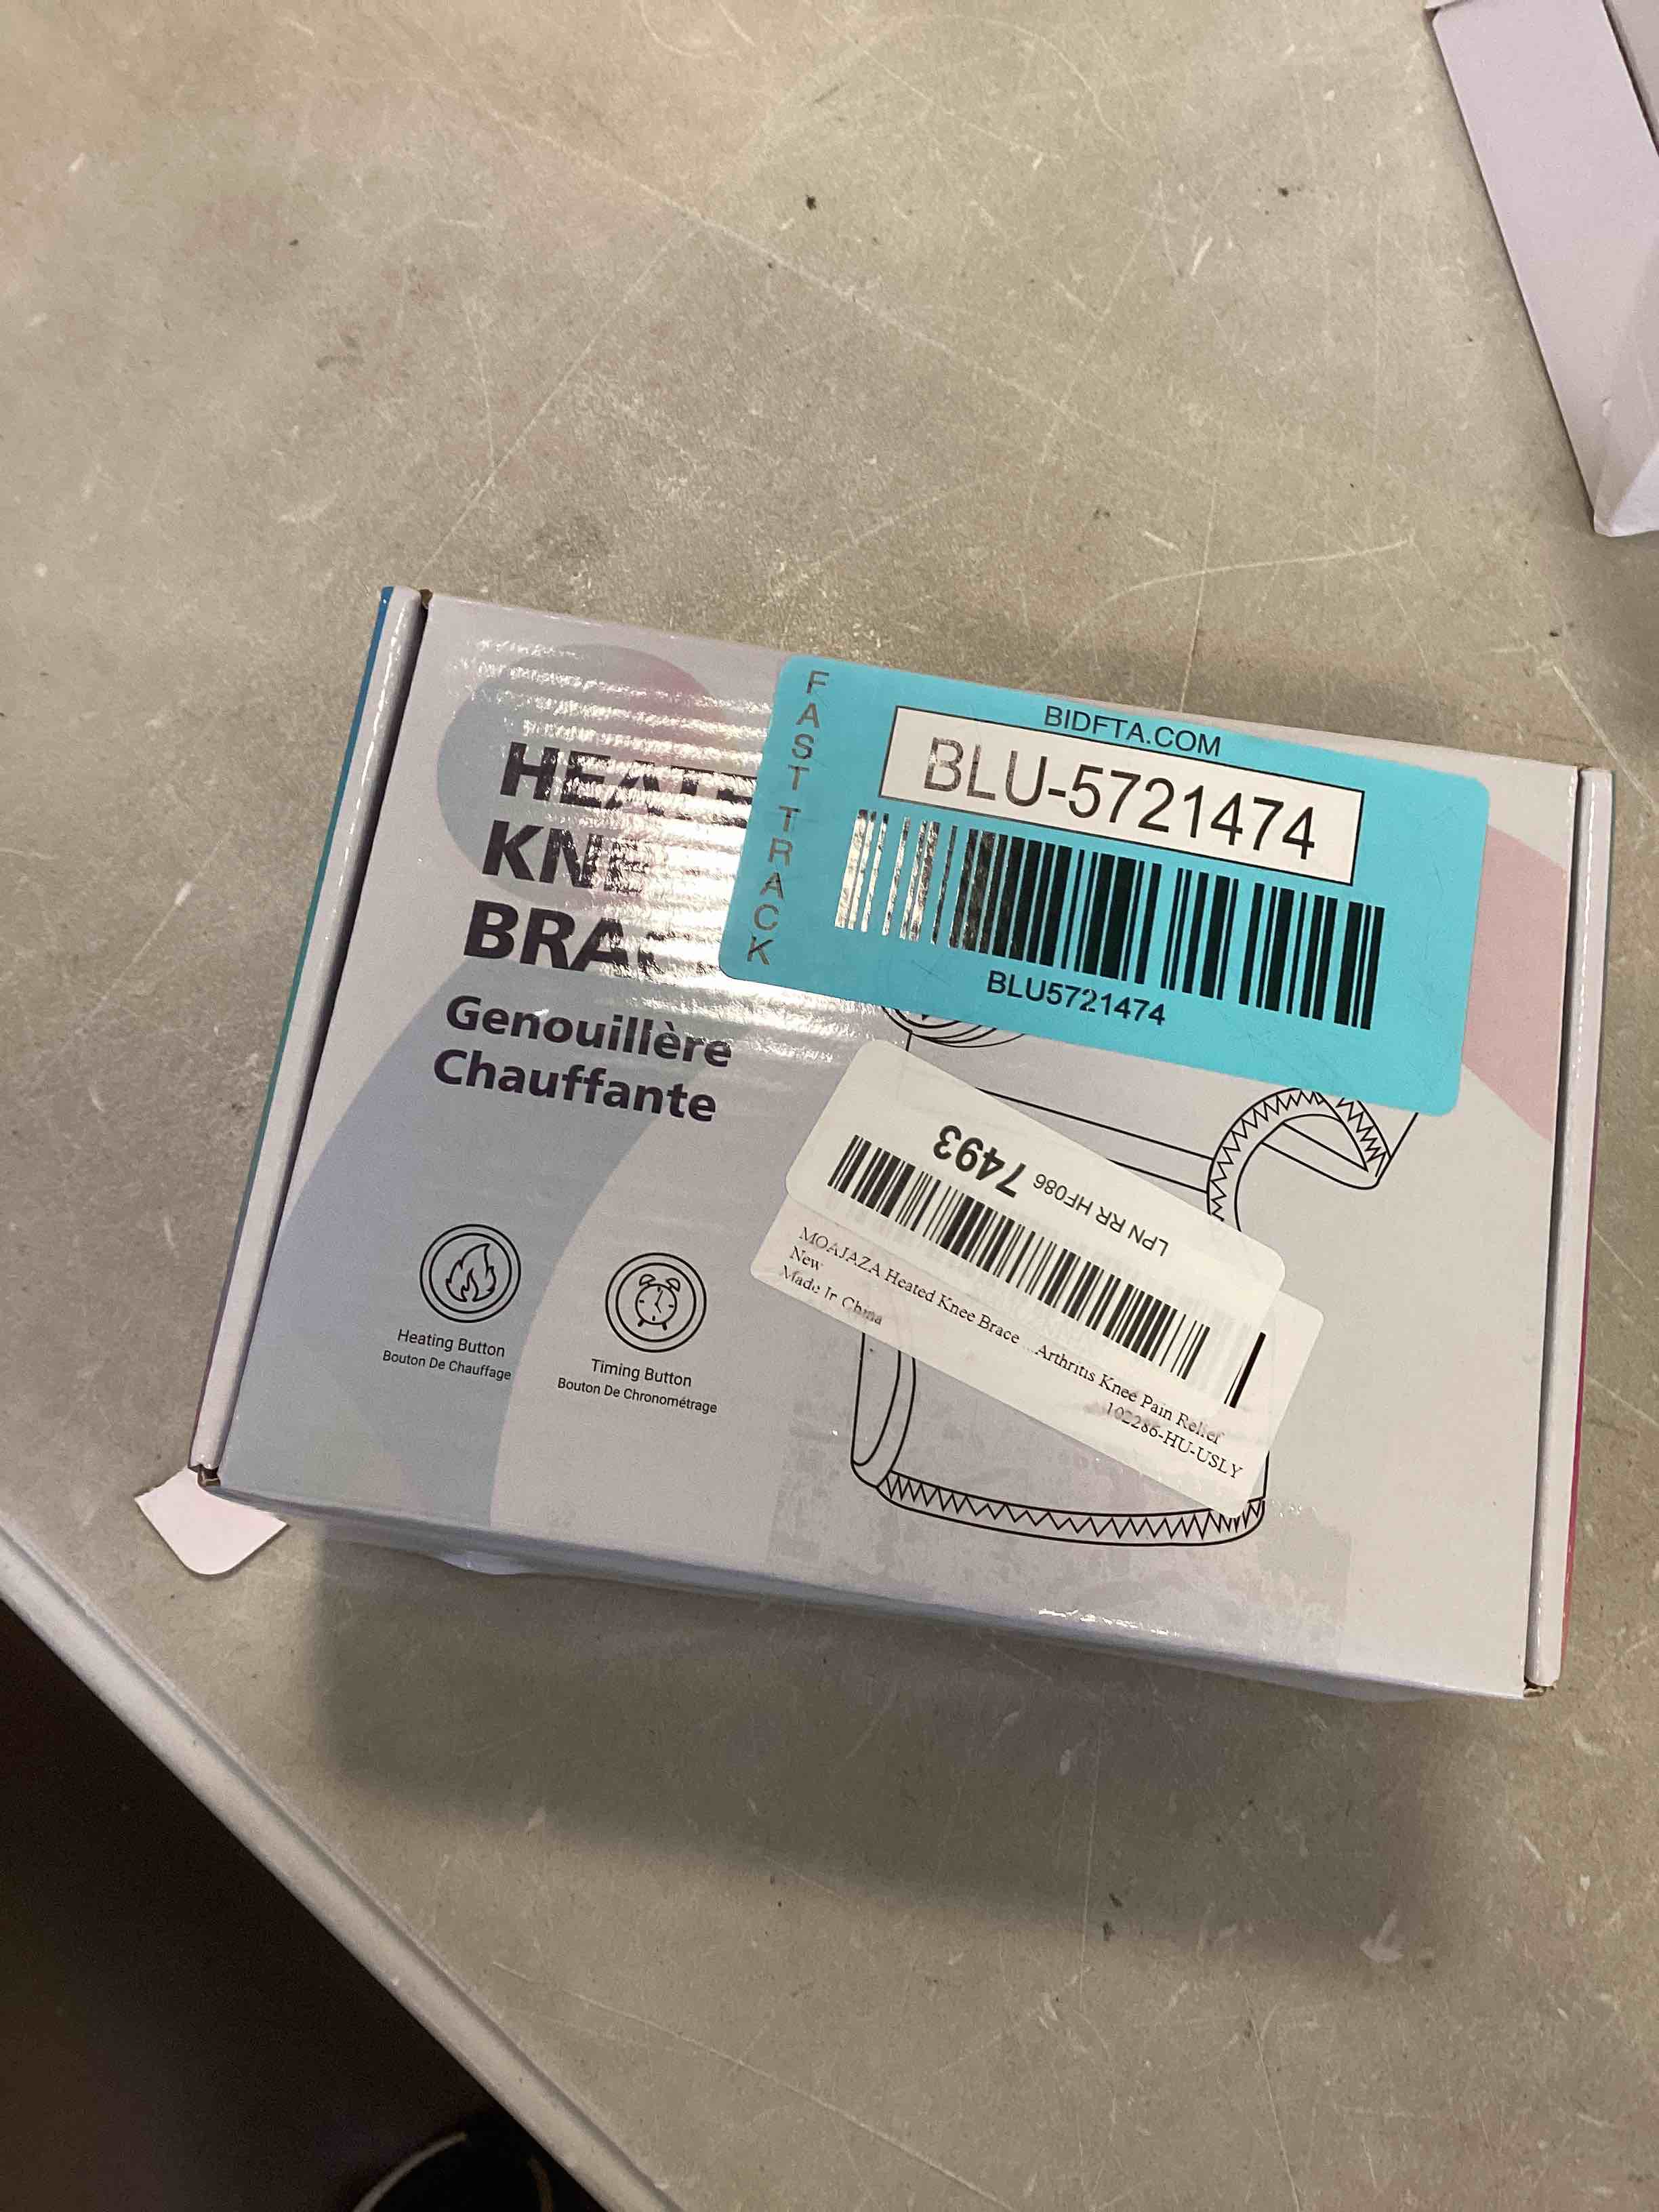 HEATE
KNE
BRAC
Genouillère
Chauffante
Heating Button
Bouton De Chauffage
Timing Button
Bouton De Chronométrage
FAST TRACK
BIDFTA.COM
BLU-5721474
BLU5721474
LPN RR HF086 7493
MOAJAZA Heated Knee Brace ...Arthritis Knee Pain Relief
New
Made In China
102286-HU-USLY